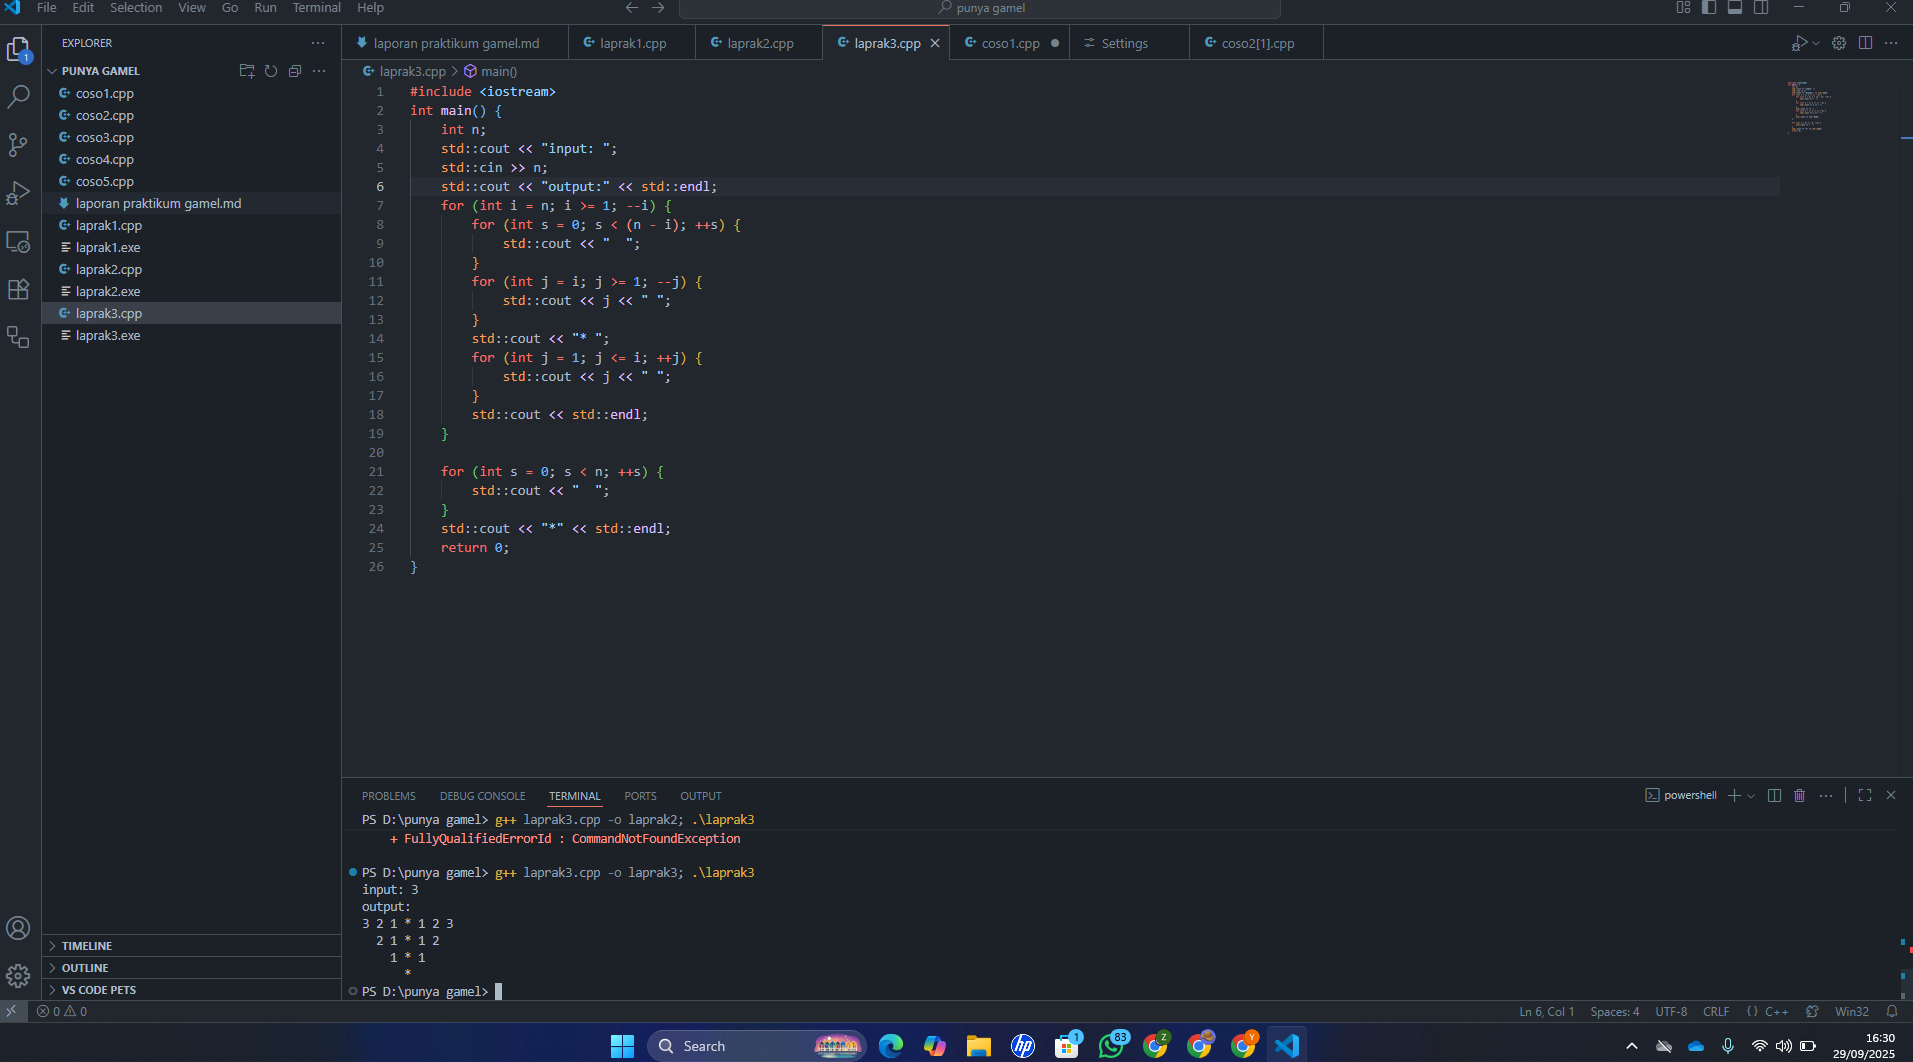 File Edit Selection View Go Run Terminal Help
punya gamel
EXPLORER
laporan praktikum gamel.md
laprak1.cpp
laprak2.cpp
laprak3.cpp
coso1.cpp
Settings
coso2[1].cpp
1
PUNYA GAMEL
coso1.cpp
coso2.cpp
coso3.cpp
coso4.cpp
coso5.cpp
laporan praktikum gamel.md
laprak1.cpp
laprak1.exe
laprak2.cpp
laprak2.exe
laprak3.cpp
laprak3.exe
TIMELINE
OUTLINE
VS CODE PETS
laprak3.cpp > main()
1 #include <iostream>
2 int main() {
3     int n;
4     std::cout << "input: ";
5     std::cin >> n;
6     std::cout << "output:" << std::endl;
7     for (int i = n; i >= 1; --i) {
8         for (int s = 0; s < (n - i); ++s) {
9             std::cout << "  ";
10         }
11         for (int j = i; j >= 1; --j) {
12             std::cout << j << " ";
13         }
14         std::cout << "* ";
15         for (int j = 1; j <= i; ++j) {
16             std::cout << j << " ";
17         }
18         std::cout << std::endl;
19     }
20
21     for (int s = 0; s < n; ++s) {
22         std::cout << "  ";
23     }
24     std::cout << "*" << std::endl;
25     return 0;
26 }
PROBLEMS DEBUG CONSOLE TERMINAL PORTS OUTPUT
powershell
PS D:\punya gamel> g++ laprak3.cpp -o laprak2; .\laprak3
    + FullyQualifiedErrorId : CommandNotFoundException
PS D:\punya gamel> g++ laprak3.cpp -o laprak3; .\laprak3
input: 3
output:
3 2 1 * 1 2 3
  2 1 * 1 2
    1 * 1
      *
PS D:\punya gamel>
0 0
Ln 6, Col 1 Spaces: 4 UTF-8 CRLF {} C++ Win32
Search
hp
1
83
Z
Y
16:30
29/09/2025